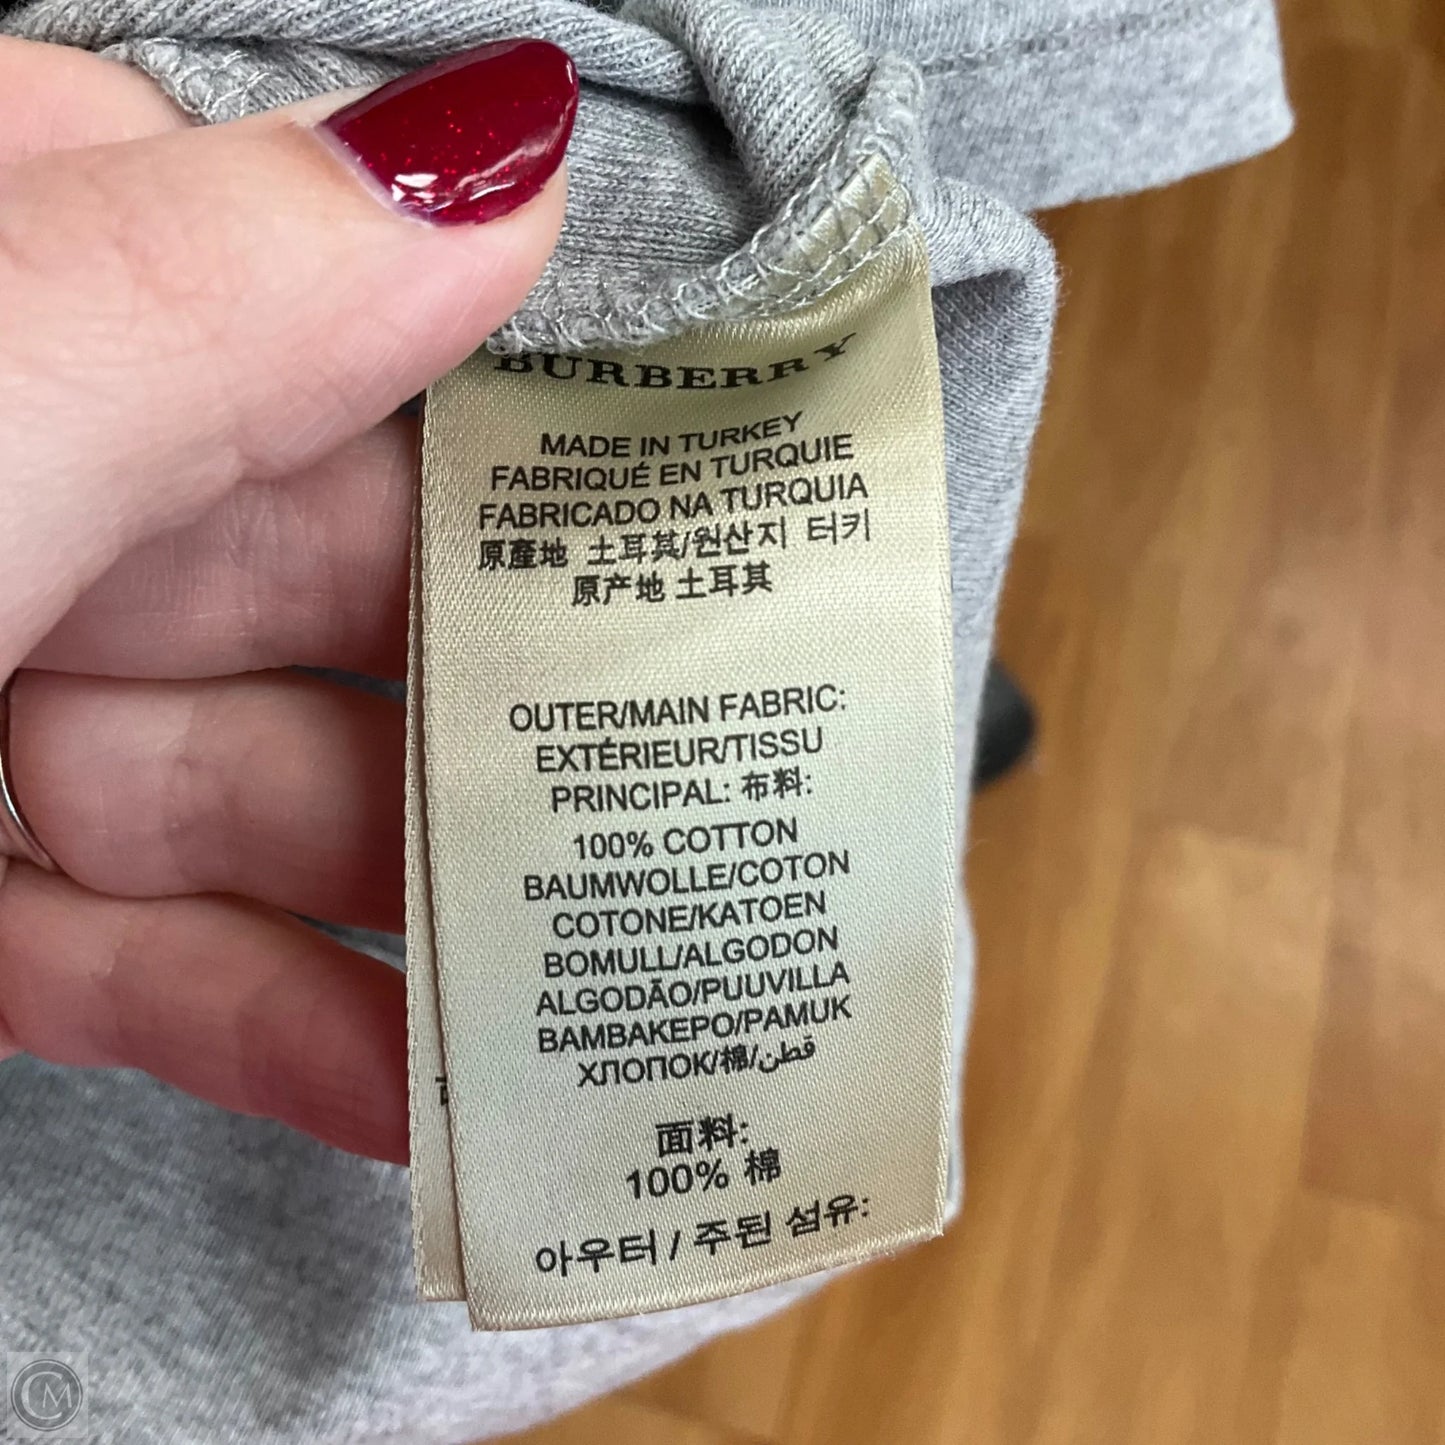 BURBERRY
MADE IN TURKEY
FABRIQUÉ EN TURQUIE
FABRICADO NA TURQUIA
原產地 土耳其/원산지 터키
原产地 土耳其
OUTER/MAIN FABRIC:
EXTÉRIEUR/TISSU
PRINCIPAL: 布料:
100% COTTON
BAUMWOLLE/COTON
COTONE/KATOEN
BOMULL/ALGODON
ALGODÃO/PUUVILLA
BAMBAKEPO/PAMUK
ХЛОПОК/棉/قطن
面料:
100% 棉
아우터 / 주된 섬유:
CM